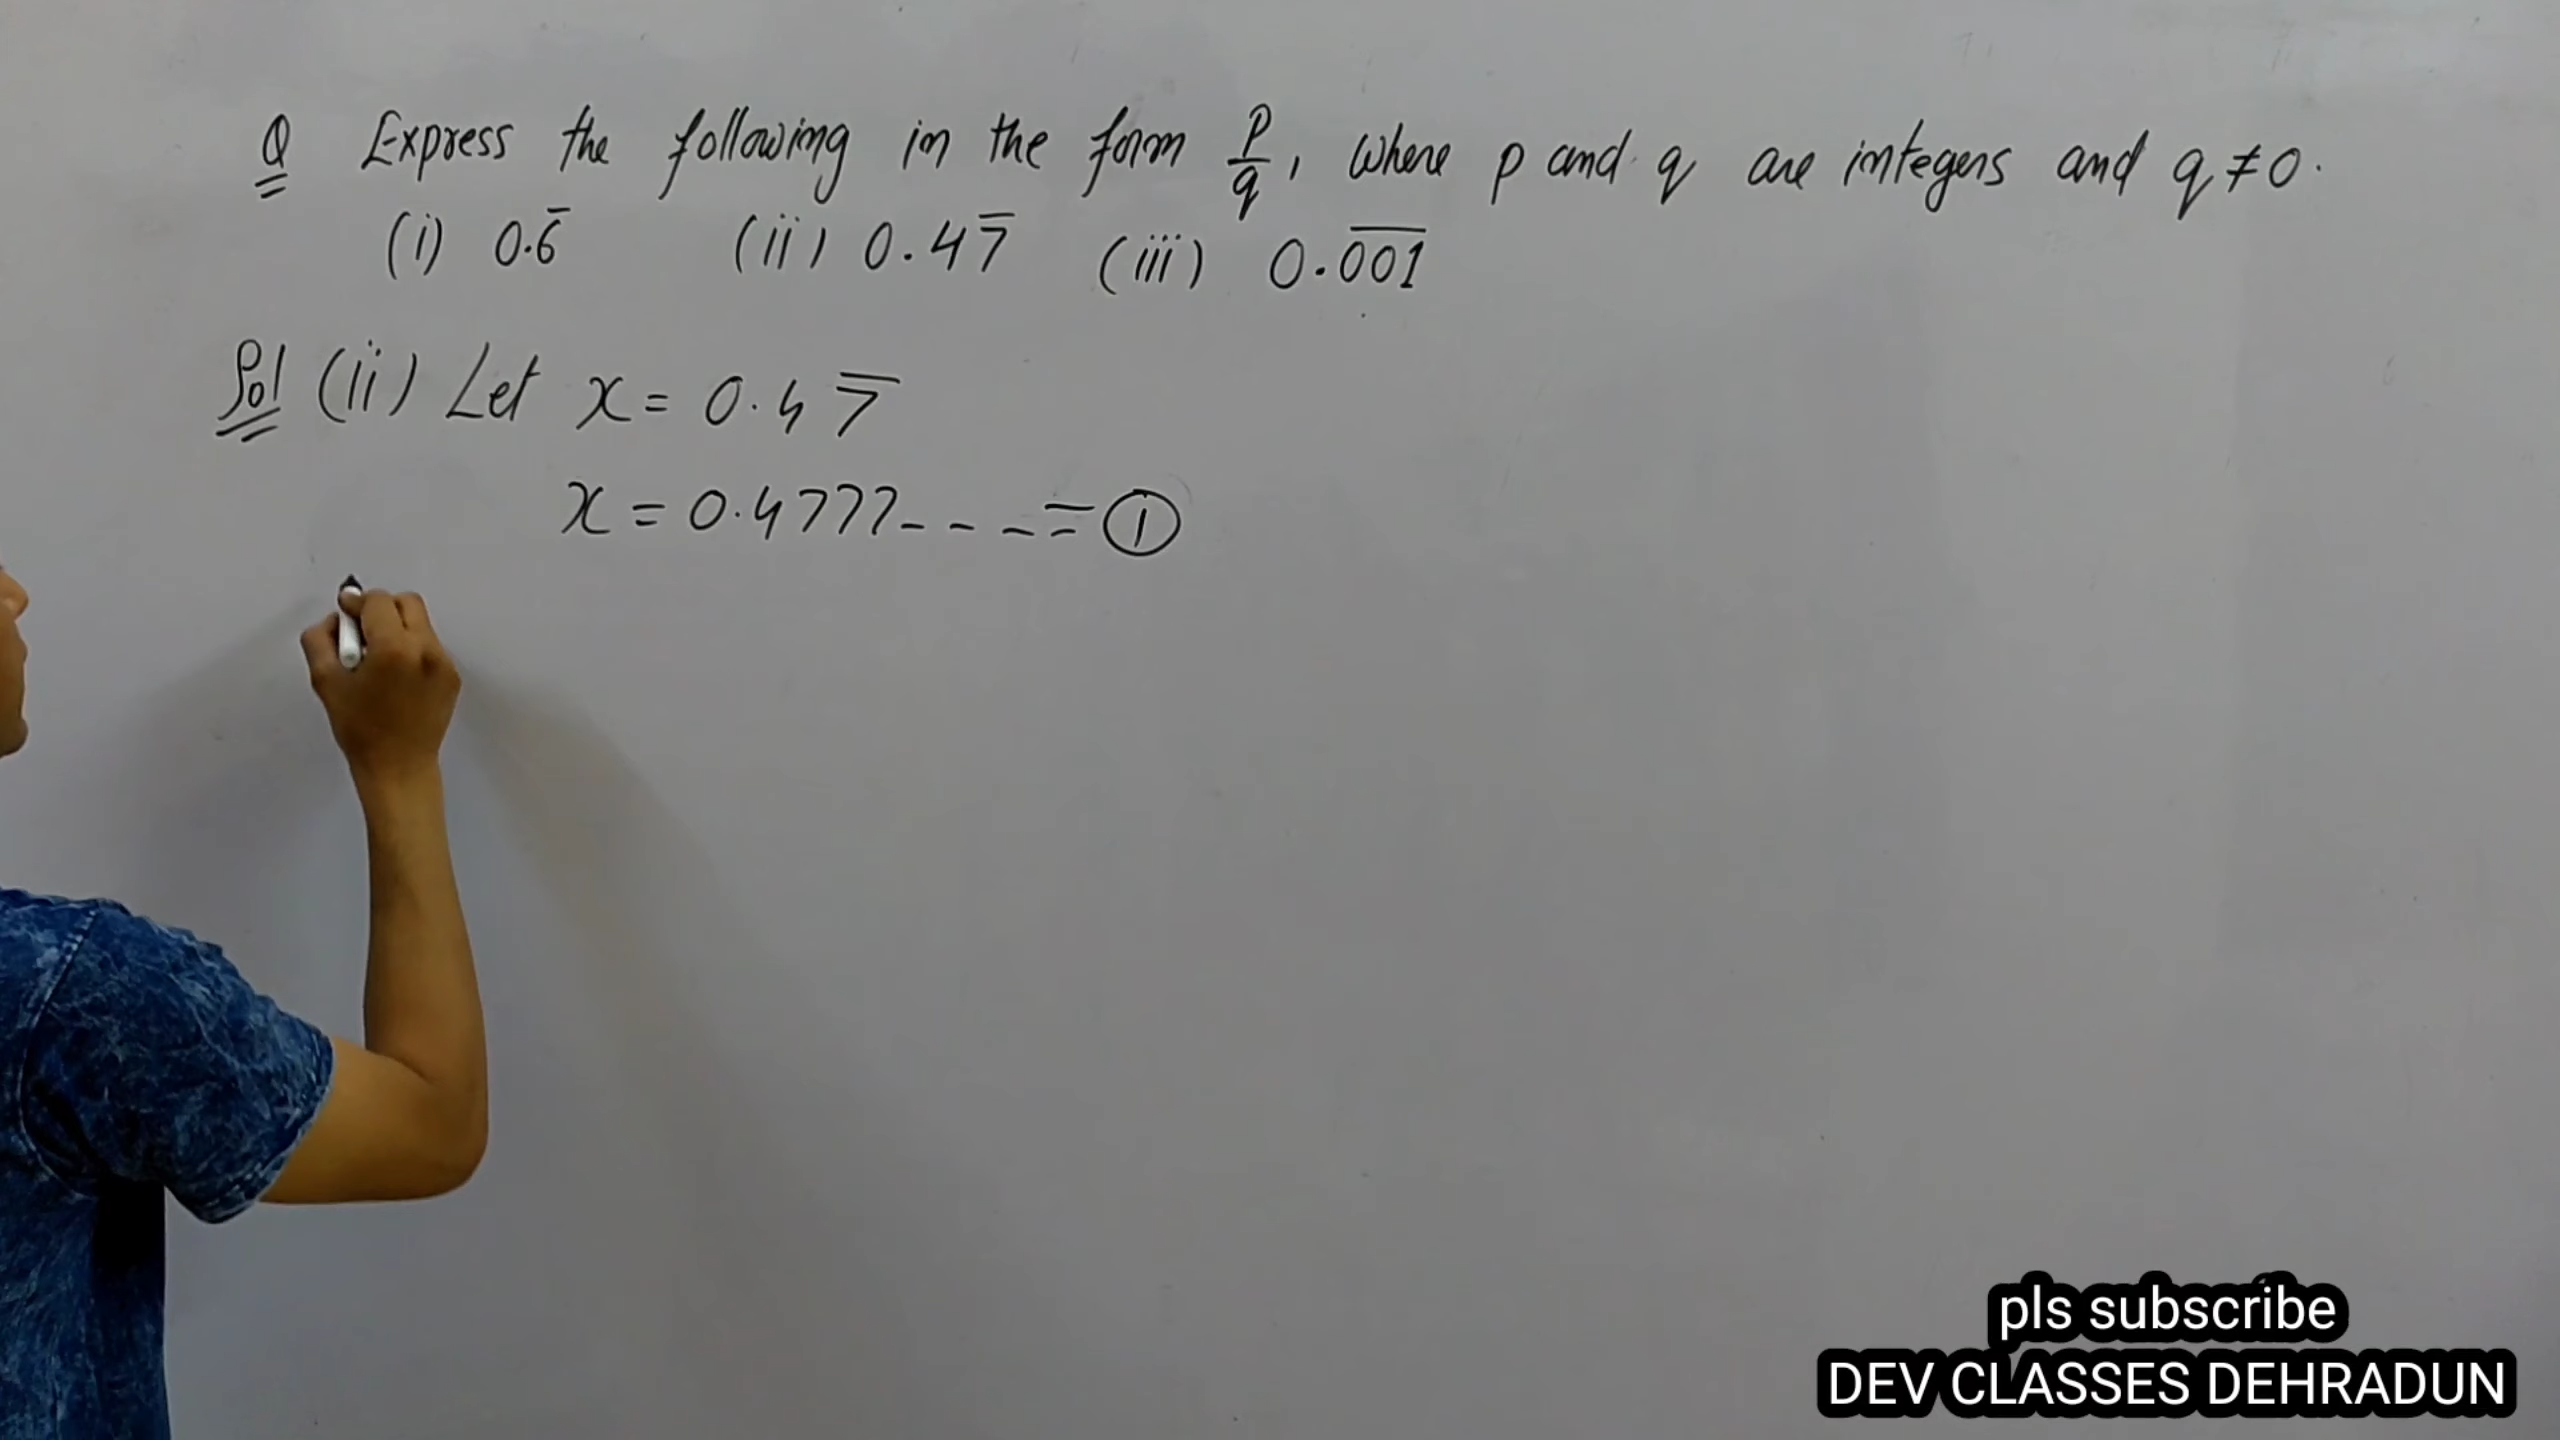 Q Express the following in the form p/q, where p and q are integers and q ≠ 0.
(i) 0.6̅ (ii) 0.47̅ (iii) 0.0̅0̅1̅
Sol (ii) Let x = 0.47̅
x = 0.4777- - - = ①
pls subscribe
DEV CLASSES DEHRADUN